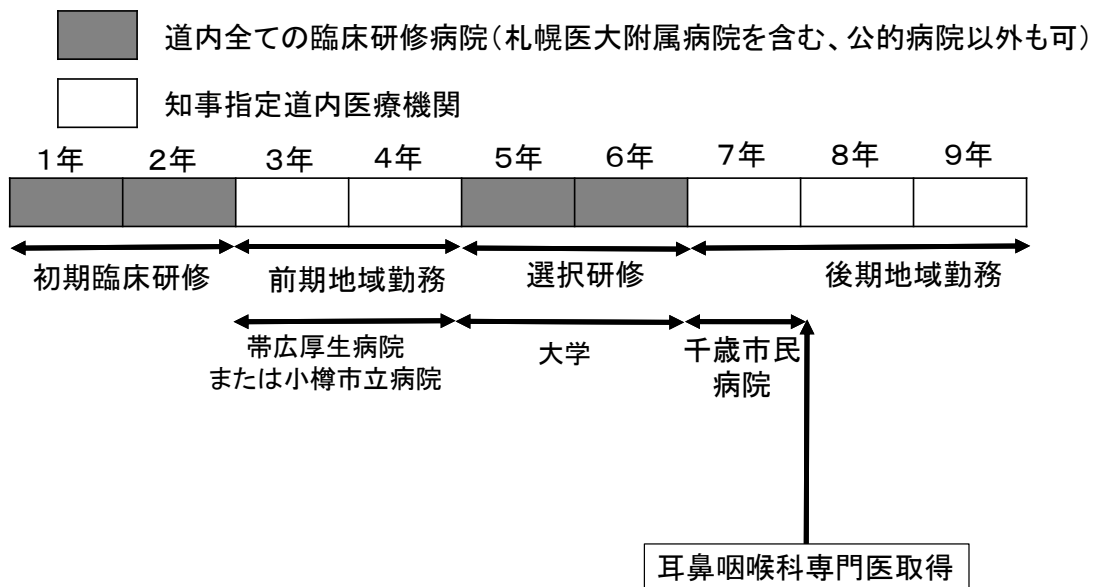 道内全ての臨床研修病院（札幌医大附属病院を含む、公的病院以外も可）
知事指定道内医療機関
１年 ２年 ３年 ４年 ５年 ６年 ７年 ８年 ９年
初期臨床研修 前期地域勤務 選択研修 後期地域勤務
帯広厚生病院
または小樽市立病院
大学
千歳市民
病院
耳鼻咽喉科専門医取得